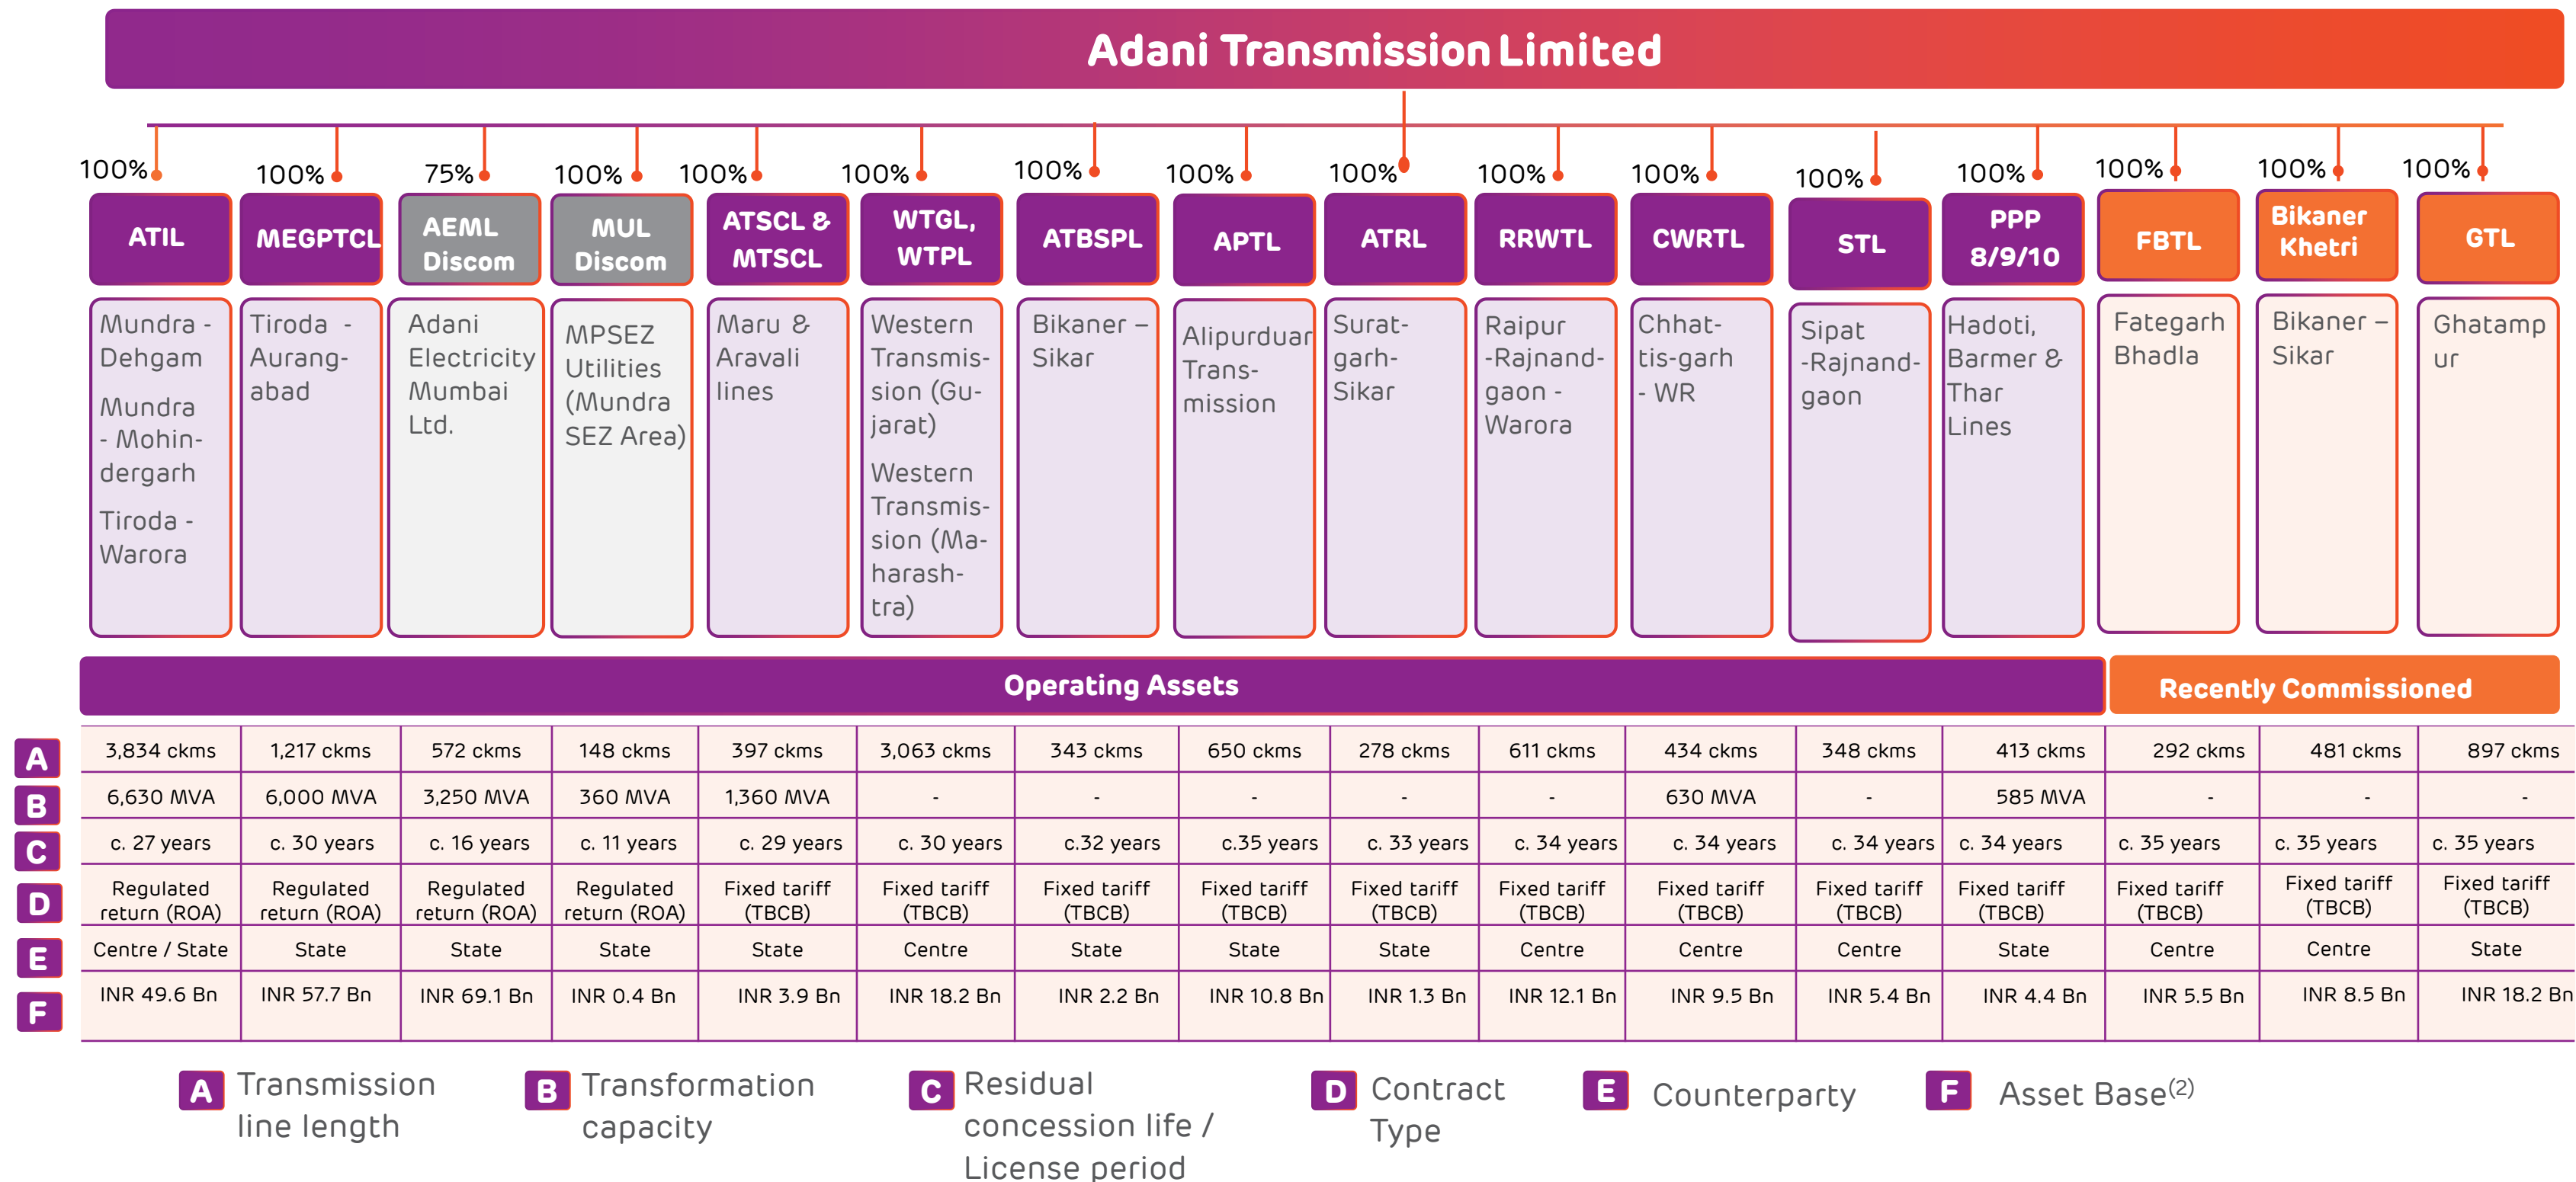 Adani Transmission Limited
100%
100%
75%
100%
100%
100%
100%
100%
100%
100%
100%
100%
100%
100%
100%
100%
ATIL
MEGPTCL
AEML
Discom
MUL
Discom
ATSCL &
MTSCL
WTGL,
WTPL
ATBSPL
APTL
ATRL
RRWTL
CWRTL
STL
PPP
8/9/10
FBTL
Bikaner
Khetri
GTL
Mundra -
Dehgam
Mundra
- Mohin-
dergarh
Tiroda -
Warora
Tiroda -
Aurang-
abad
Adani
Electricity
Mumbai
Ltd.
MPSEZ
Utilities
(Mundra
SEZ Area)
Maru &
Aravali
lines
Western
Transmis-
sion (Gu-
jarat)
Western
Transmis-
sion (Ma-
harash-
tra)
Bikaner –
Sikar
Alipurduar
Trans-
mission
Surat-
garh-
Sikar
Raipur
-Rajnand-
gaon -
Warora
Chhat-
tis-garh
- WR
Sipat
-Rajnand-
gaon
Hadoti,
Barmer &
Thar
Lines
Fategarh
Bhadla
Bikaner –
Sikar
Ghatamp
ur
Operating Assets
Recently Commissioned
A 3,834 ckms 1,217 ckms 572 ckms 148 ckms 397 ckms 3,063 ckms 343 ckms 650 ckms 278 ckms 611 ckms 434 ckms 348 ckms 413 ckms 292 ckms 481 ckms 897 ckms
B 6,630 MVA 6,000 MVA 3,250 MVA 360 MVA 1,360 MVA - - - - - 630 MVA - 585 MVA - - -
C c. 27 years c. 30 years c. 16 years c. 11 years c. 29 years c. 30 years c.32 years c.35 years c. 33 years c. 34 years c. 34 years c. 34 years c. 34 years c. 35 years c. 35 years c. 35 years
D Regulated Regulated Regulated Regulated Fixed tariff Fixed tariff Fixed tariff Fixed tariff Fixed tariff Fixed tariff Fixed tariff Fixed tariff Fixed tariff Fixed tariff Fixed tariff Fixed tariff
return (ROA) return (ROA) return (ROA) return (ROA) (TBCB) (TBCB) (TBCB) (TBCB) (TBCB) (TBCB) (TBCB) (TBCB) (TBCB) (TBCB) (TBCB) (TBCB)
E Centre / State State State State State Centre State State State Centre Centre Centre State Centre Centre State
F INR 49.6 Bn INR 57.7 Bn INR 69.1 Bn INR 0.4 Bn INR 3.9 Bn INR 18.2 Bn INR 2.2 Bn INR 10.8 Bn INR 1.3 Bn INR 12.1 Bn INR 9.5 Bn INR 5.4 Bn INR 4.4 Bn INR 5.5 Bn INR 8.5 Bn INR 18.2 Bn
A Transmission
line length
B Transformation
capacity
C Residual
concession life /
License period
D Contract
Type
E Counterparty
F Asset Base(2)